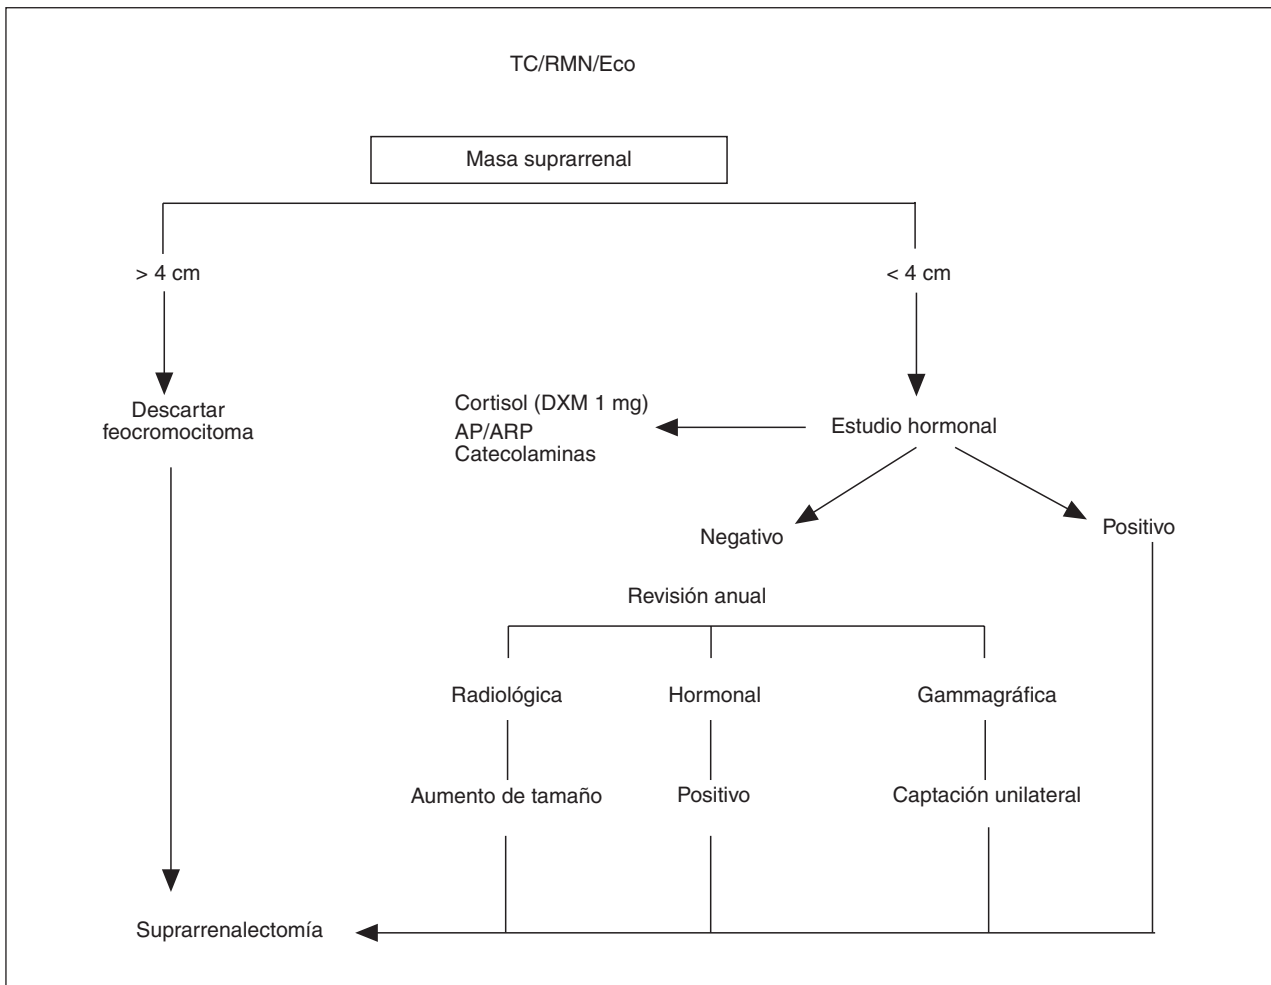 TC/RMN/Eco
Masa suprarrenal
> 4 cm
< 4 cm
Descartar
feocromocitoma
Cortisol (DXM 1 mg)
AP/ARP
Catecolaminas
Estudio hormonal
Negativo
Positivo
Revisión anual
Radiológica
Hormonal
Gammagráfica
Aumento de tamaño
Positivo
Captación unilateral
Suprarrenalectomía